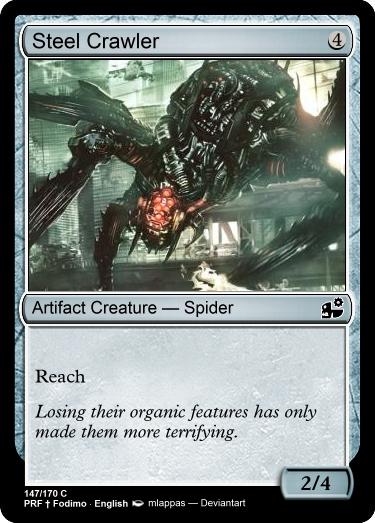 Steel Crawler 4
Artifact Creature — Spider
Reach
Losing their organic features has only
made them more terrifying.
2/4
147/170 C
PRF † Fodimo · English mlappas — Deviantart